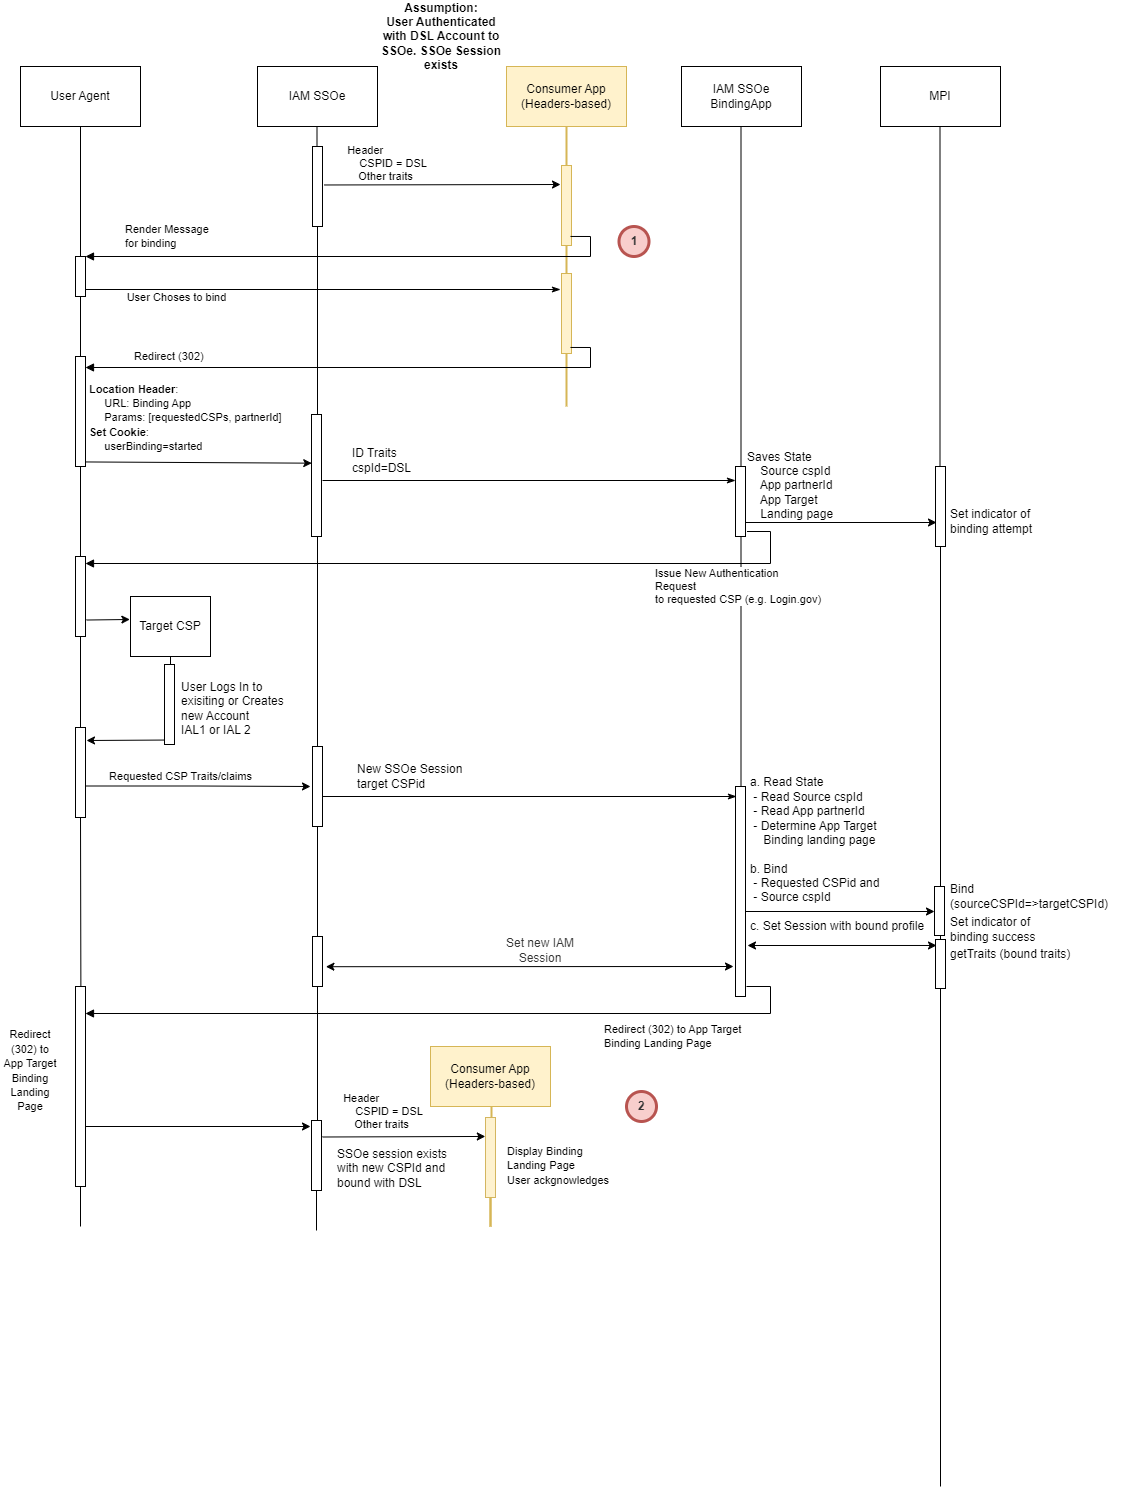 Assumption:
User Authenticated
with DSL Account to
SSOe. SSOe Session
exists
User Agent
IAM SSOe
Consumer App
(Headers-based)
IAM SSOe
BindingApp
MPI
Header
CSPID = DSL
Other traits
Render Message
for binding
1
User Choses to bind
Redirect (302)
Location Header:
URL: Binding App
Params: [requestedCSPs, partnerId]
Set Cookie:
userBinding=started
ID Traits
cspId=DSL
Saves State
Source cspId
App partnerId
App Target
Landing page
Set indicator of
binding attempt
Issue New Authentication
Request
to requested CSP (e.g. Login.gov)
Target CSP
User Logs In to
exisiting or Creates
new Account
IAL1 or IAL 2
Requested CSP Traits/claims
New SSOe Session
target CSPid
a. Read State
- Read Source cspId
- Read App partnerId
- Determine App Target
Binding landing page
b. Bind
- Requested CSPid and
- Source cspId
c. Set Session with bound profile
Bind
(sourceCSPId=>targetCSPId)
Set indicator of
binding success
getTraits (bound traits)
Set new IAM
Session
Redirect (302) to App Target
Binding Landing Page
Redirect
(302) to
App Target
Binding
Landing
Page
Consumer App
(Headers-based)
2
Header
CSPID = DSL
Other traits
SSOe session exists
with new CSPId and
bound with DSL
Display Binding
Landing Page
User ackgnowledges